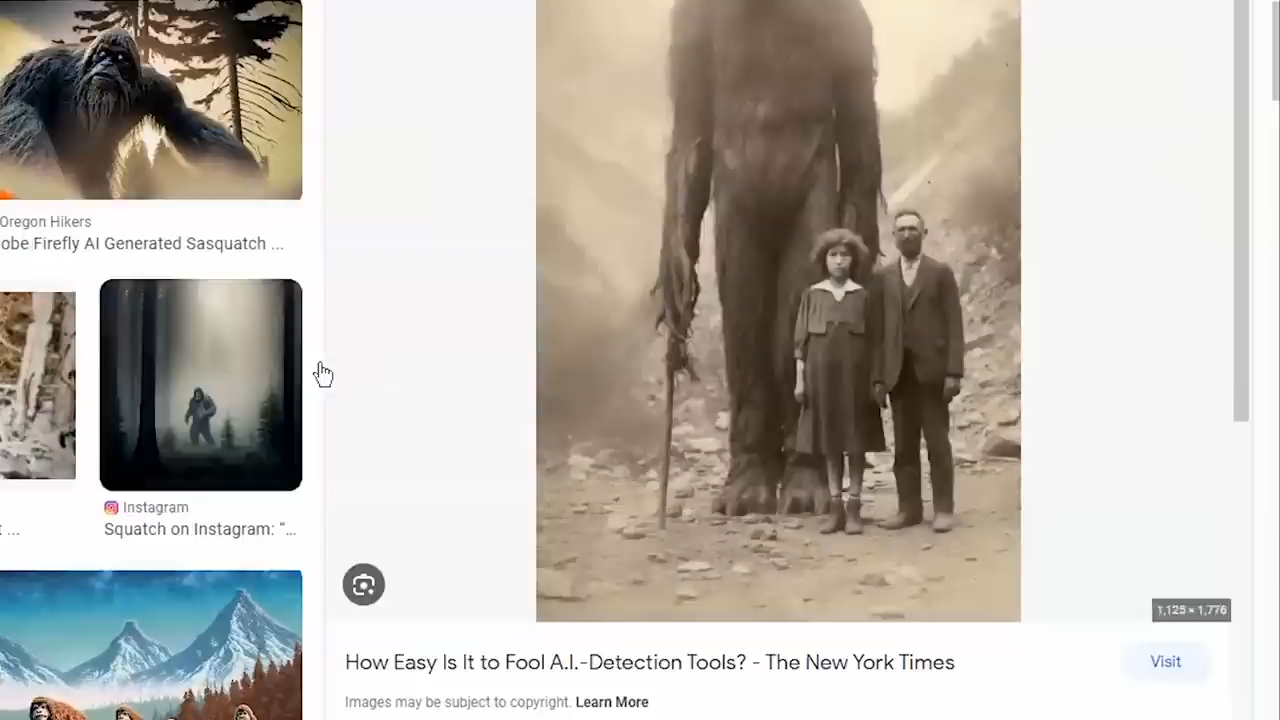 Oregon Hikers
obe Firefly AI Generated Sasquatch ...
Instagram
t ...
Squatch on Instagram: “...
1,125 × 1,776
How Easy Is It to Fool A.I.-Detection Tools? - The New York Times
Visit
Images may be subject to copyright. Learn More